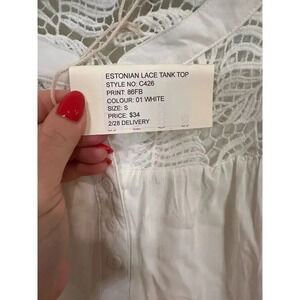 ESTONIAN LACE TANK TOP
STYLE NO: C426
PRINT: 86FB
COLOUR: 01 WHITE
SIZE: S
PRICE: $34
2/28 DELIVERY